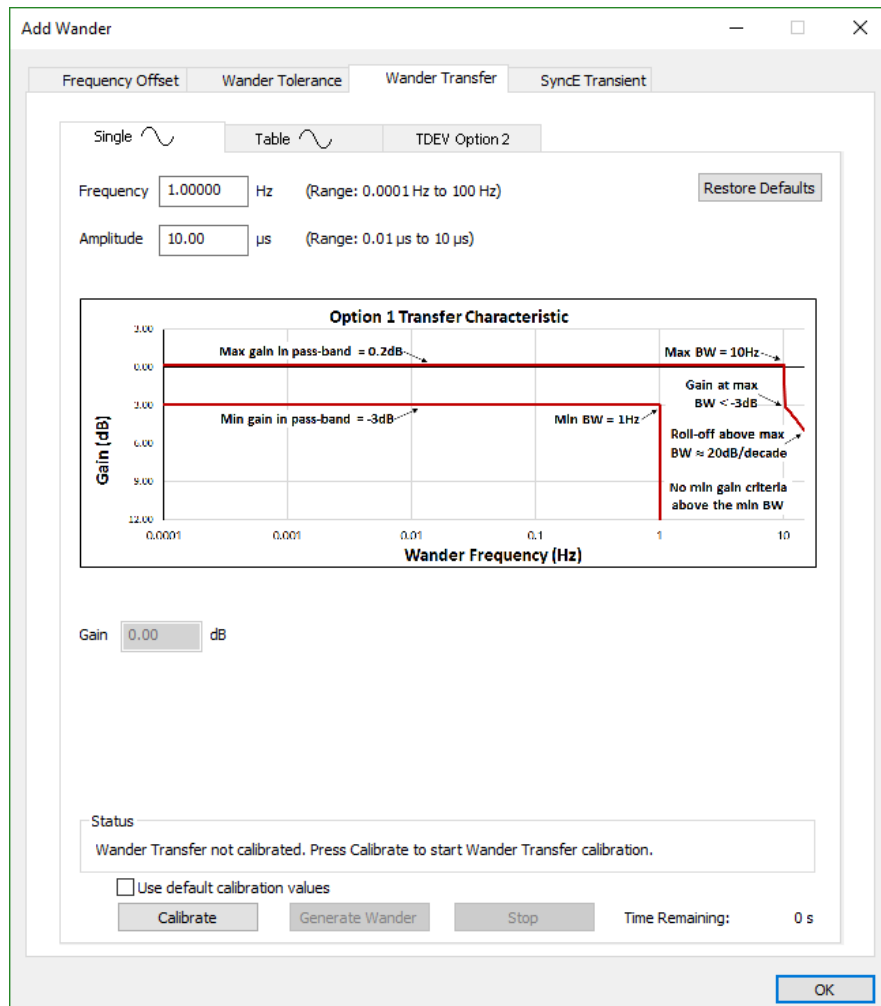 Add Wander
Frequency Offset Wander Tolerance Wander Transfer SyncE Transient
Single Table TDEV Option 2
Frequency 1.00000 Hz (Range: 0.0001 Hz to 100 Hz) Restore Defaults
Amplitude 10.00 µs (Range: 0.01 µs to 10 µs)
Option 1 Transfer Characteristic
3.00
Max gain in pass-band = 0.2dB Max BW = 10Hz
0.00
Gain at max
BW < -3dB
3.00
Min gain in pass-band = -3dB Min BW = 1Hz
Roll-off above max
BW ≈ 20dB/decade
6.00
Gain (dB)
9.00
No min gain criteria
above the min BW
12.00
0.0001 0.001 0.01 0.1 1 10
Wander Frequency (Hz)
Gain 0.00 dB
Status
Wander Transfer not calibrated. Press Calibrate to start Wander Transfer calibration.
Use default calibration values
Calibrate Generate Wander Stop Time Remaining: 0 s
OK